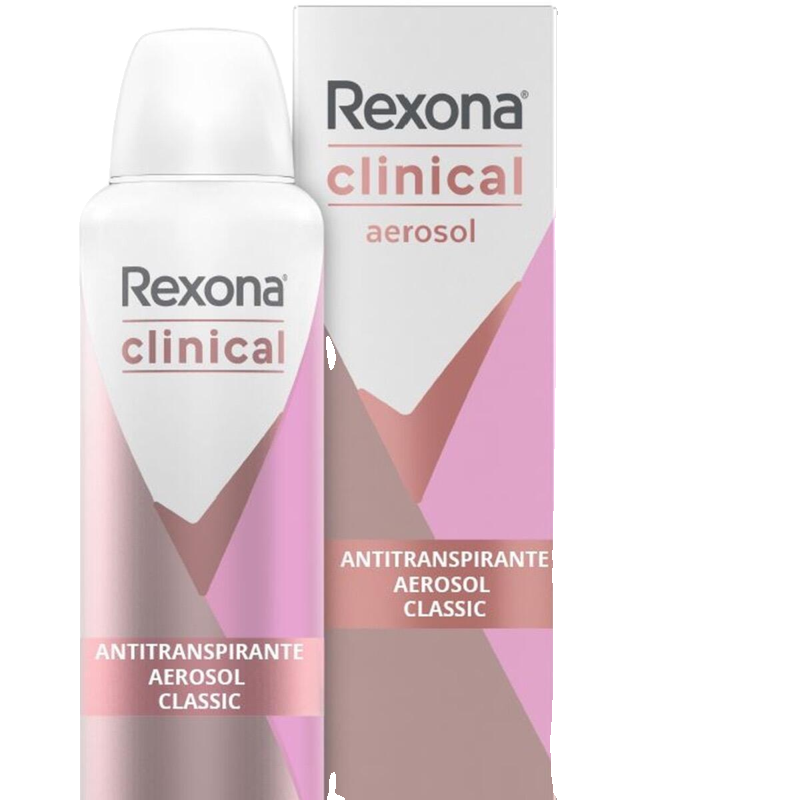 Rexona®
clinical
ANTITRANSPIRANTE
AEROSOL
CLASSIC
Rexona®
clinical
aerosol
ANTITRANSPIRANTE
AEROSOL
CLASSIC